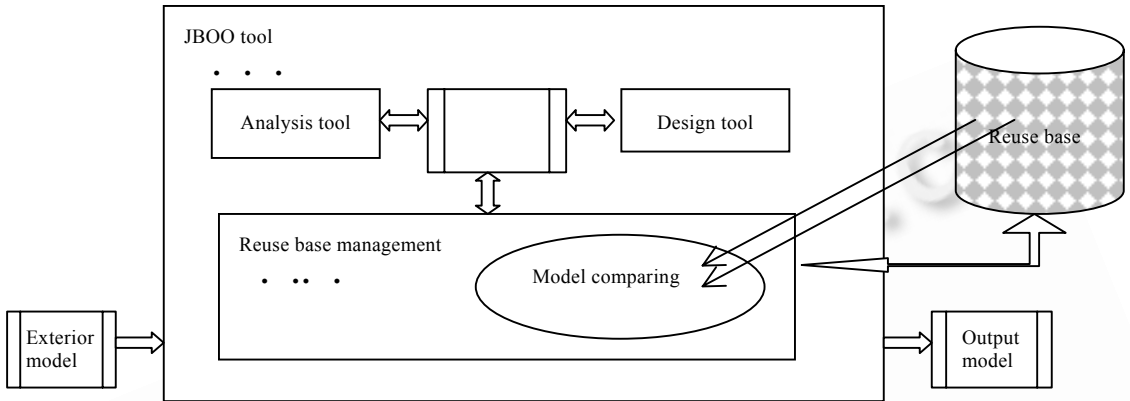 JBOO tool
. . .
Analysis tool
Design tool
Reuse base
Reuse base management
. .. .
Model comparing
Exterior
model
Output
model